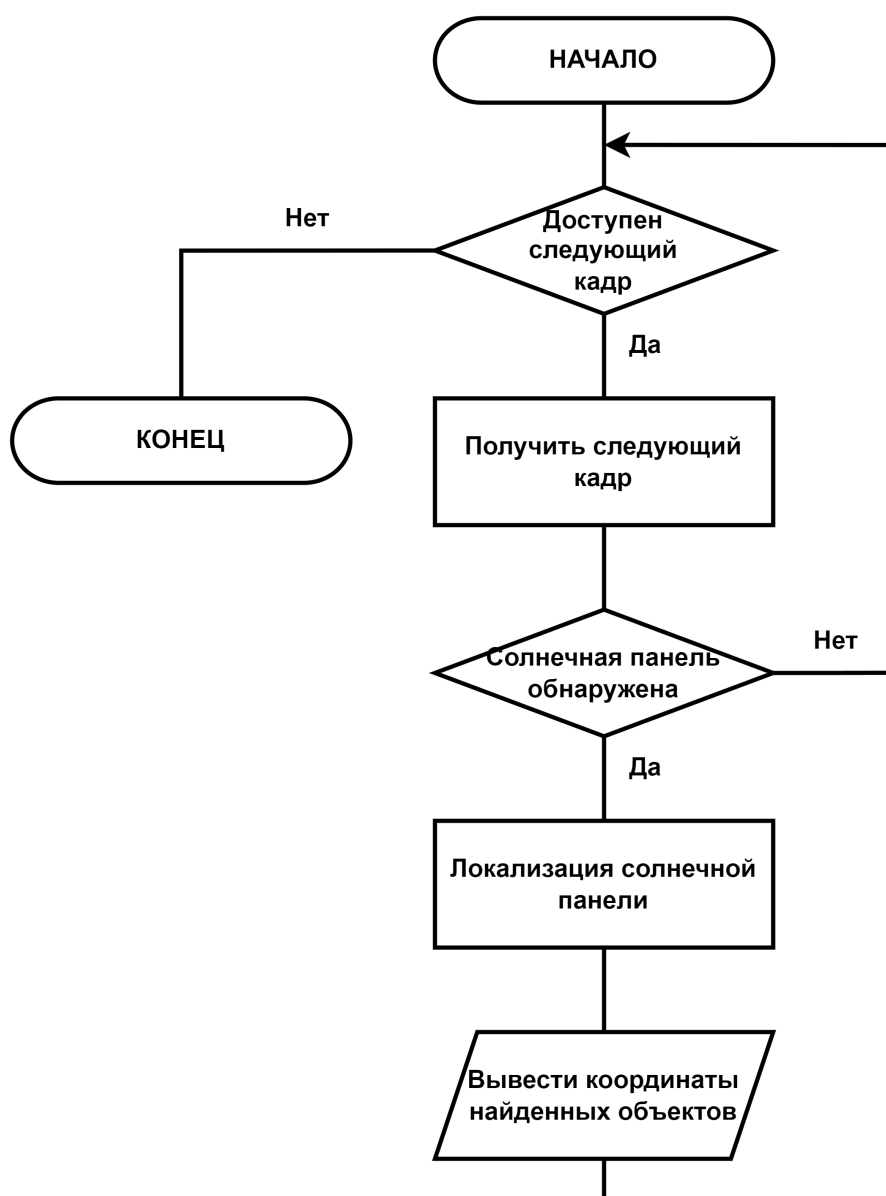 НАЧАЛО
Нет
Доступен
следующий
кадр
Да
КОНЕЦ
Получить следующий
кадр
Солнечная панель
обнаружена
Нет
Да
Локализация солнечной
панели
Вывести координаты
найденных объектов